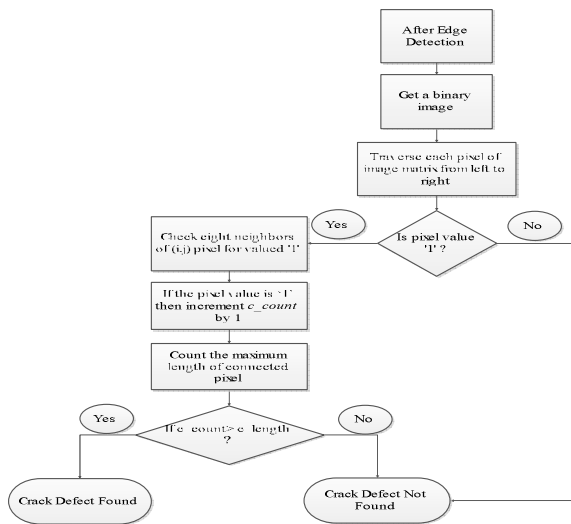 After Edge
Detection
Get a binary
image
Traverse each pixel of
image matrix from left to
right
Is pixel value
'1' ?
Yes
No
Check eight neighbors
of (i,j) pixel for valued '1'
If the pixel value is '1'
then increment c_count
by 1
Count the maximum
length of connected
pixel
If c_count> c_length
?
Yes
No
Crack Defect Found
Crack Defect Not
Found